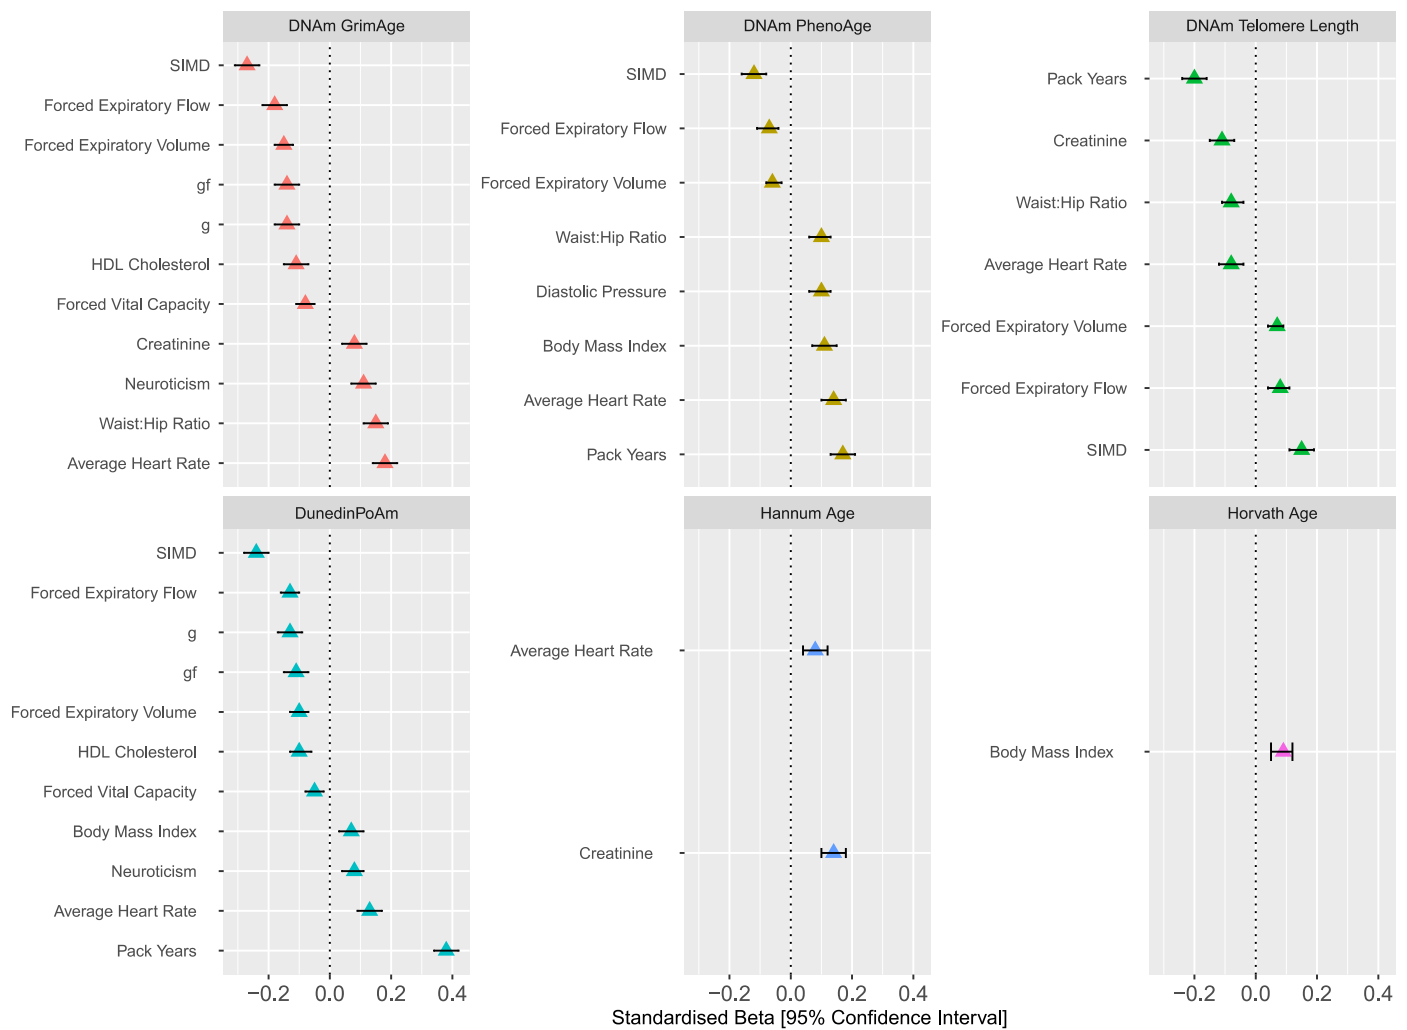 DNAm GrimAge
SIMD
Forced Expiratory Flow
Forced Expiratory Volume
gf
g
HDL Cholesterol
Forced Vital Capacity
Creatinine
Neuroticism
Waist:Hip Ratio
Average Heart Rate
DNAm PhenoAge
SIMD
Forced Expiratory Flow
Forced Expiratory Volume
Waist:Hip Ratio
Diastolic Pressure
Body Mass Index
Average Heart Rate
Pack Years
DNAm Telomere Length
Pack Years
Creatinine
Waist:Hip Ratio
Average Heart Rate
Forced Expiratory Volume
Forced Expiratory Flow
SIMD
DunedinPoAm
SIMD
Forced Expiratory Flow
g
gf
Forced Expiratory Volume
HDL Cholesterol
Forced Vital Capacity
Body Mass Index
Neuroticism
Average Heart Rate
Pack Years
−0.2 0.0 0.2 0.4
Hannum Age
Average Heart Rate
Creatinine
−0.2 0.0 0.2 0.4
Horvath Age
Body Mass Index
−0.2 0.0 0.2 0.4
Standardised Beta [95% Confidence Interval]